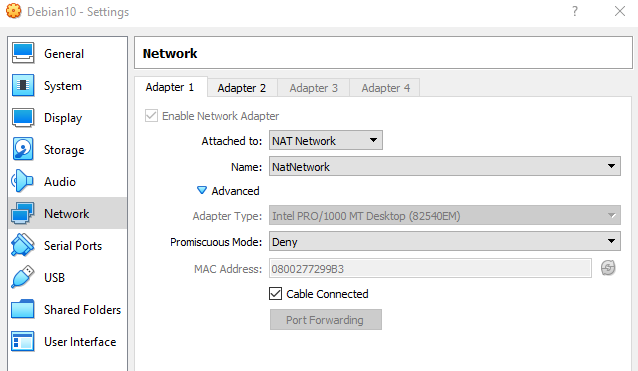 Debian10 - Settings
?
General
System
Display
Storage
Audio
Network
Serial Ports
USB
Shared Folders
User Interface
Network
Adapter 1 Adapter 2 Adapter 3 Adapter 4
Enable Network Adapter
Attached to: NAT Network
Name: NatNetwork
Advanced
Adapter Type: Intel PRO/1000 MT Desktop (82540EM)
Promiscuous Mode: Deny
MAC Address: 0800277299B3
Cable Connected
Port Forwarding